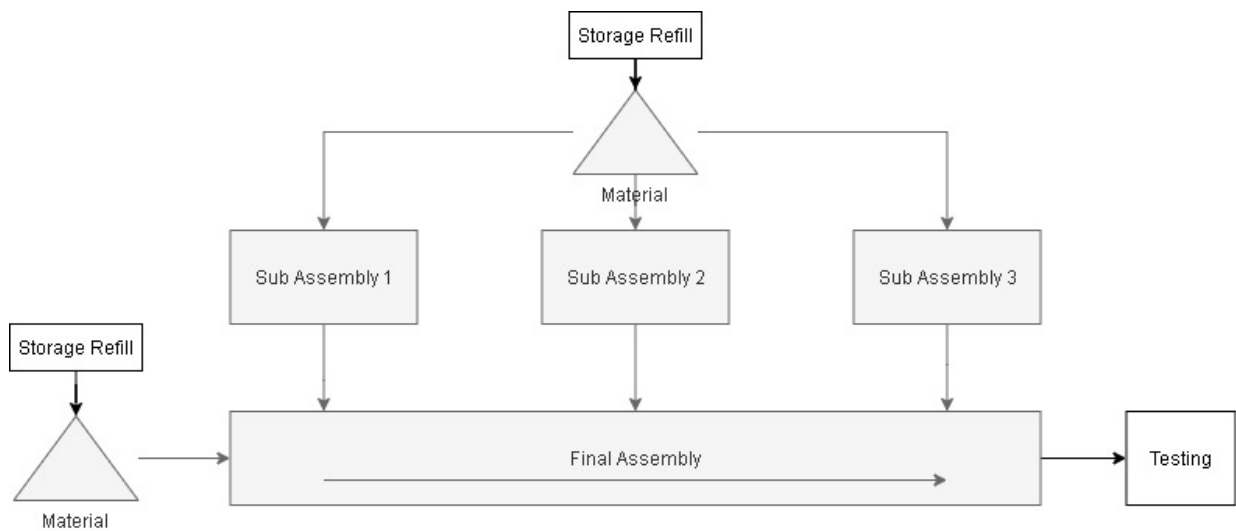 Storage Refill
Material
Sub Assembly 1
Sub Assembly 2
Sub Assembly 3
Storage Refill
Material
Final Assembly
Testing